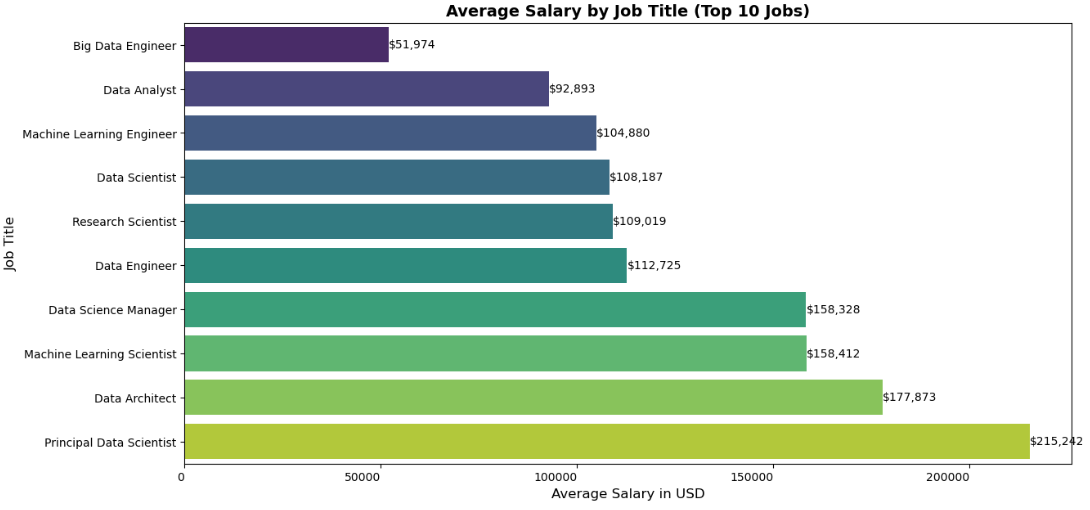 Average Salary by Job Title (Top 10 Jobs)
Big Data Engineer $51,974
Data Analyst $92,893
Machine Learning Engineer $104,880
Data Scientist $108,187
Research Scientist $109,019
Data Engineer $112,725
Data Science Manager $158,328
Machine Learning Scientist $158,412
Data Architect $177,873
Principal Data Scientist $215,242
Job Title
0 50000 100000 150000 200000
Average Salary in USD